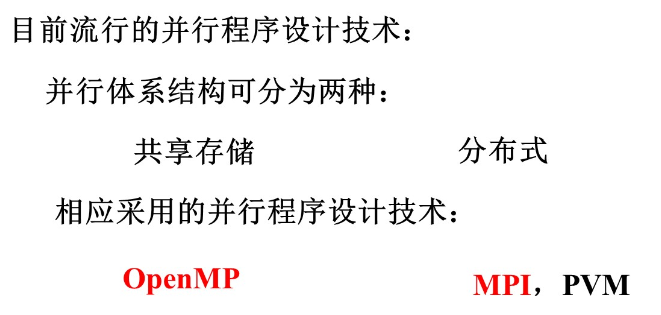 目前流行的并行程序设计技术：
并行体系结构可分为两种：
共享存储 分布式
相应采用的并行程序设计技术：
OpenMP MPI，PVM